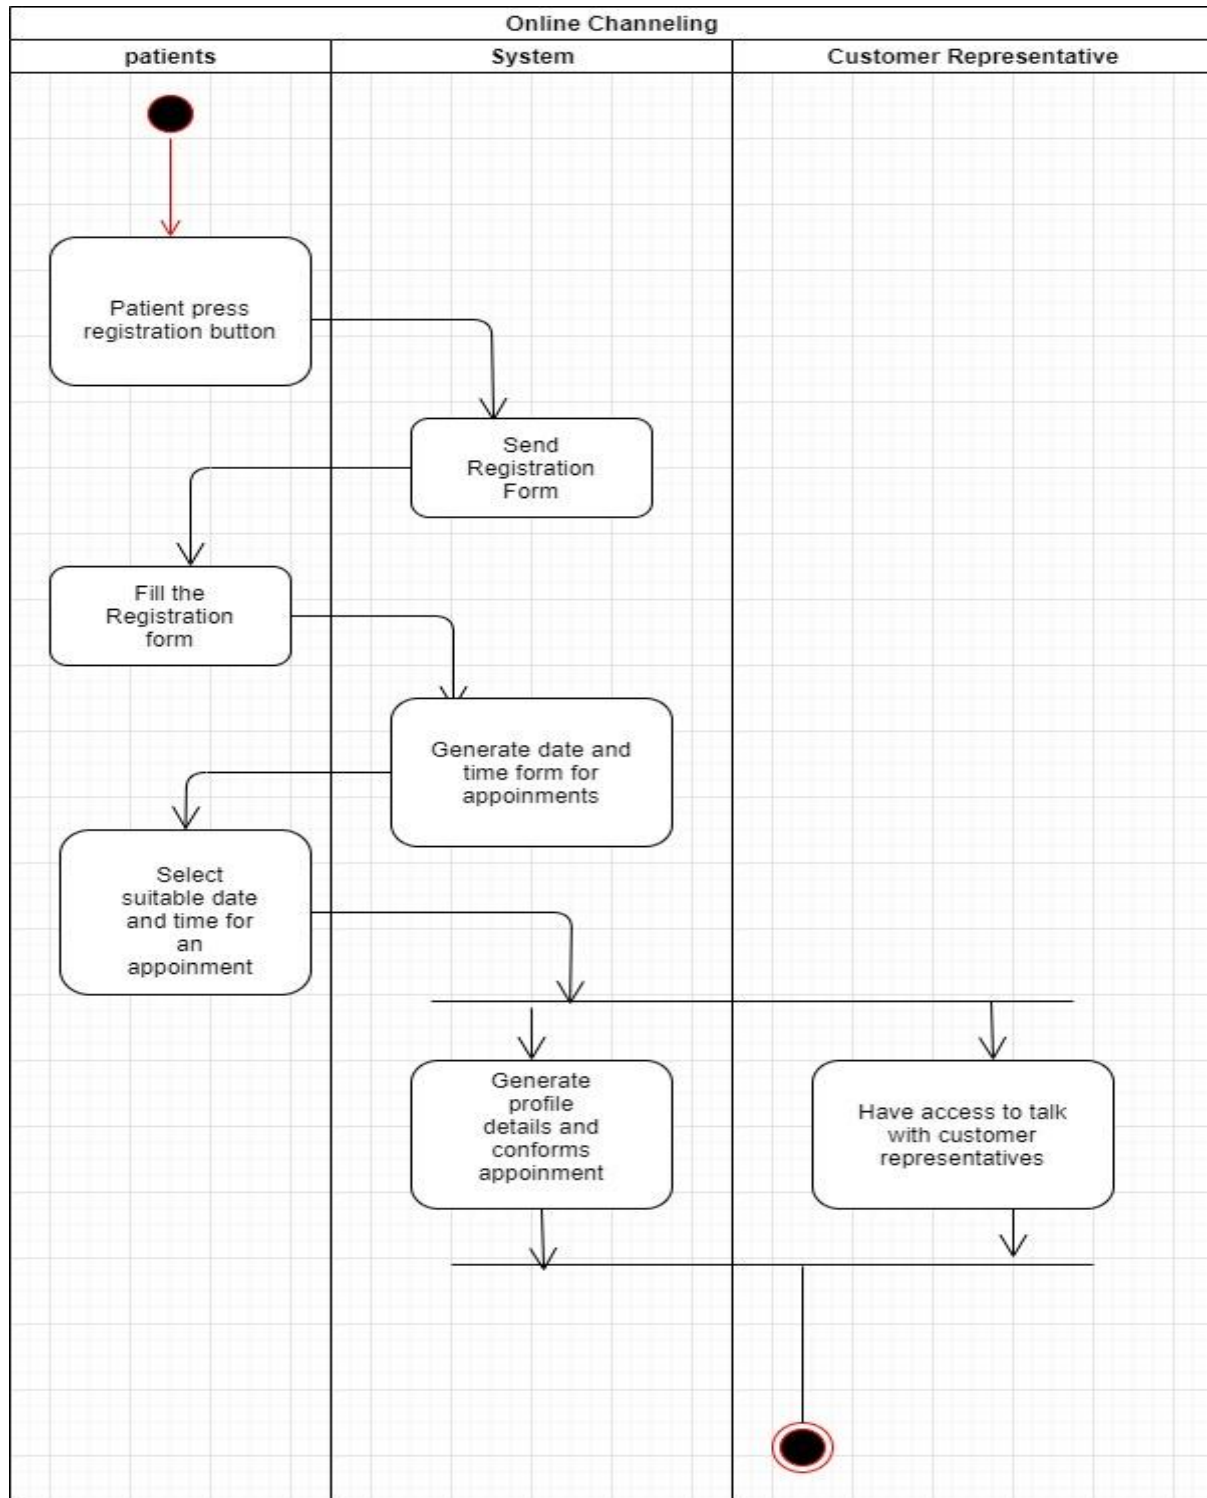 Online Channeling
patients
System
Customer Representative
Patient press
registration button
Send
Registration
Form
Fill the
Registration
form
Generate date and
time form for
appoinments
Select
suitable date
and time for
an
appoinment
Generate
profile
details and
conforms
appoinment
Have access to talk
with customer
representatives